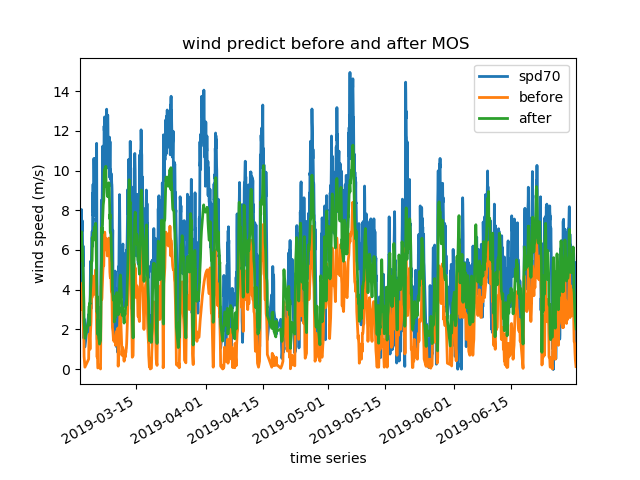 wind predict before and after MOS
spd70
before
after
wind speed (m/s)
14
12
10
8
6
4
2
0
2019-03-15
2019-04-01
2019-04-15
2019-05-01
2019-05-15
2019-06-01
2019-06-15
time series